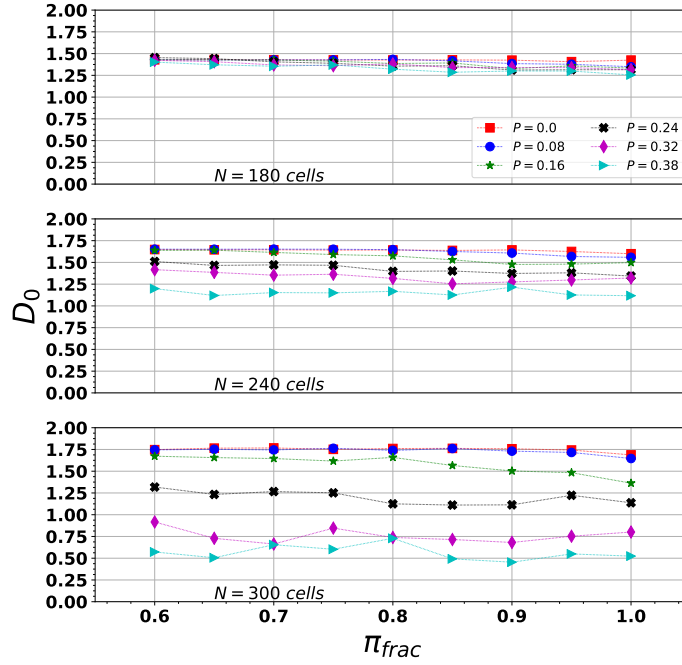 2.00
1.75
1.50
1.25
1.00
0.75
0.50
0.25
0.00
P = 0.0
P = 0.08
P = 0.16
P = 0.24
P = 0.32
P = 0.38
N = 180 cells
2.00
1.75
1.50
1.25
1.00
0.75
0.50
0.25
0.00
D_0
N = 240 cells
2.00
1.75
1.50
1.25
1.00
0.75
0.50
0.25
0.00
N = 300 cells
0.6 0.7 0.8 0.9 1.0
π_frac